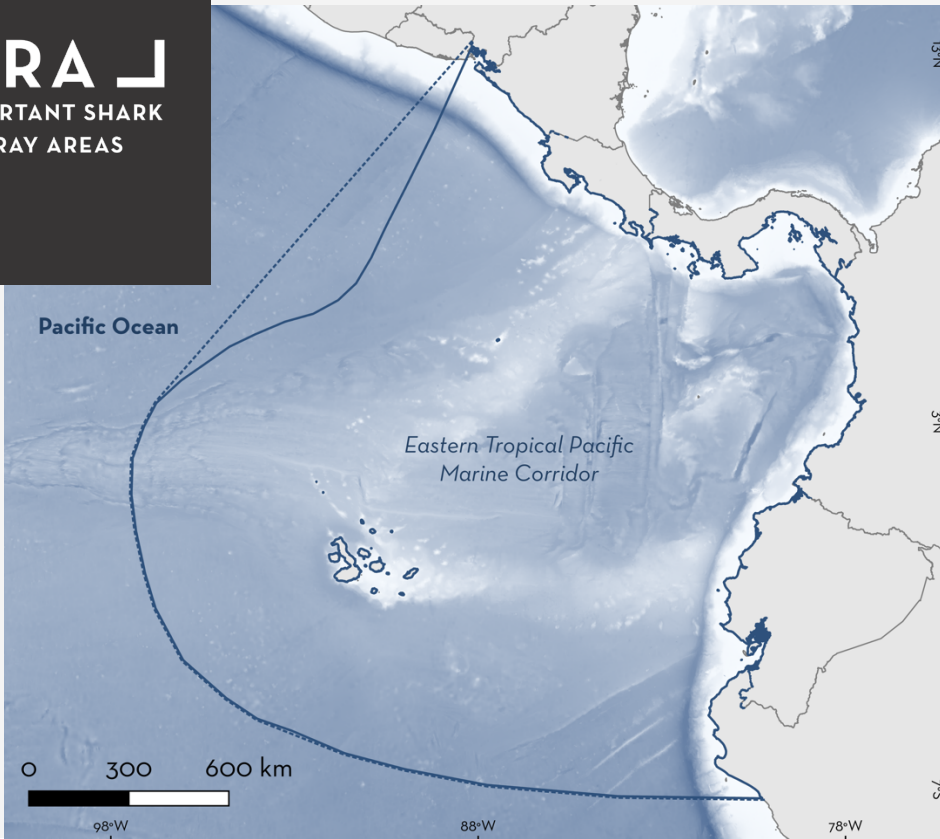 RA
RTANT SHARK
RAY AREAS
13°N
Pacific Ocean
3°N
Eastern Tropical Pacific
Marine Corridor
0 300 600 km
7°S
98°W 88°W 78°W